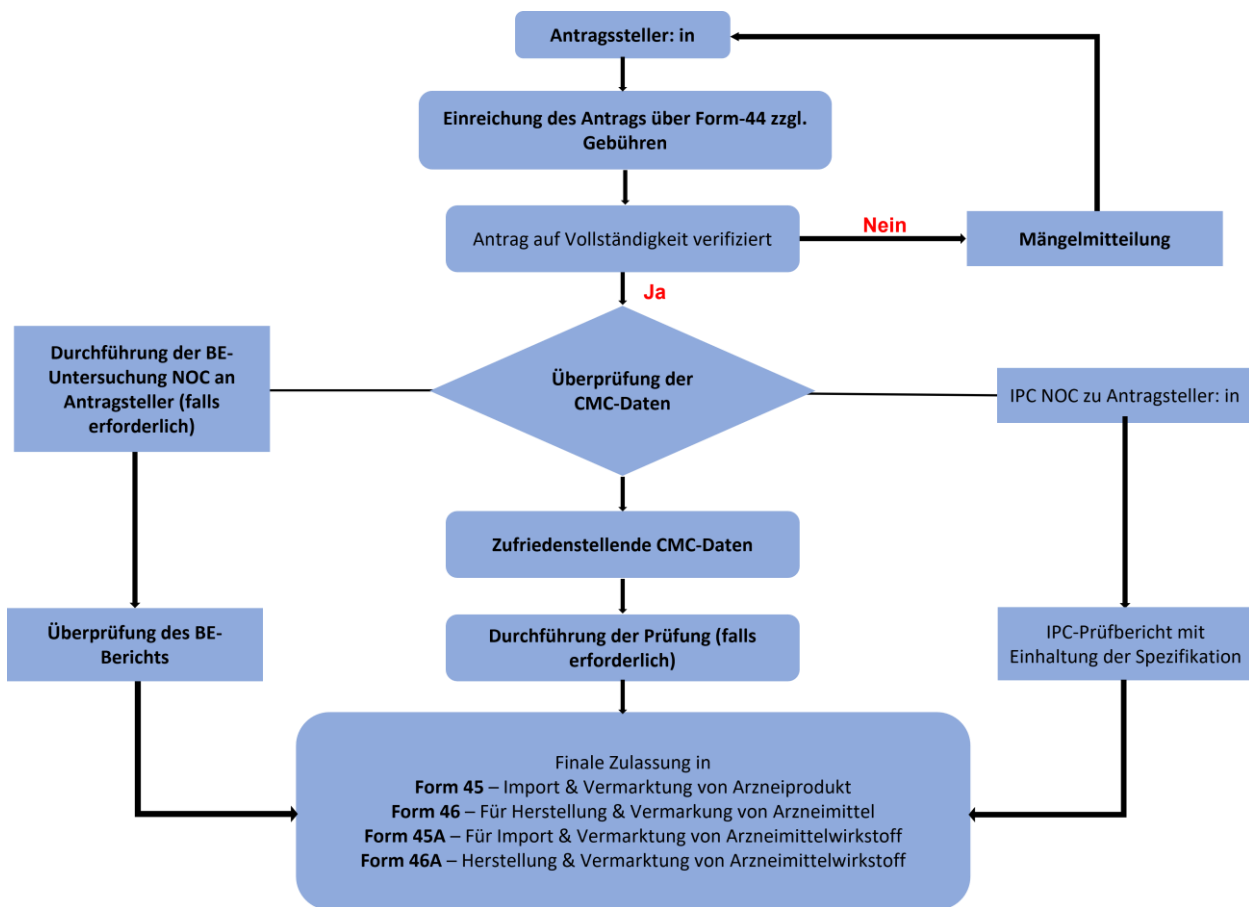 Antragssteller: in
Einreichung des Antrags über Form-44 zzgl.
Gebühren
Antrag auf Vollständigkeit verifiziert
Nein
Mängelmitteilung
Ja
Durchführung der BE-
Untersuchung NOC an
Antragsteller (falls
erforderlich)
Überprüfung der
CMC-Daten
IPC NOC zu Antragsteller: in
Zufriedenstellende CMC-Daten
Überprüfung des BE-
Berichts
Durchführung der Prüfung (falls
erforderlich)
IPC-Prüfbericht mit
Einhaltung der Spezifikation
Finale Zulassung in
Form 45 – Import & Vermarktung von Arzneiprodukt
Form 46 – Für Herstellung & Vermarkung von Arzneimittel
Form 45A – Für Import & Vermarktung von Arzneimittelwirkstoff
Form 46A – Herstellung & Vermarktung von Arzneimittelwirkstoff